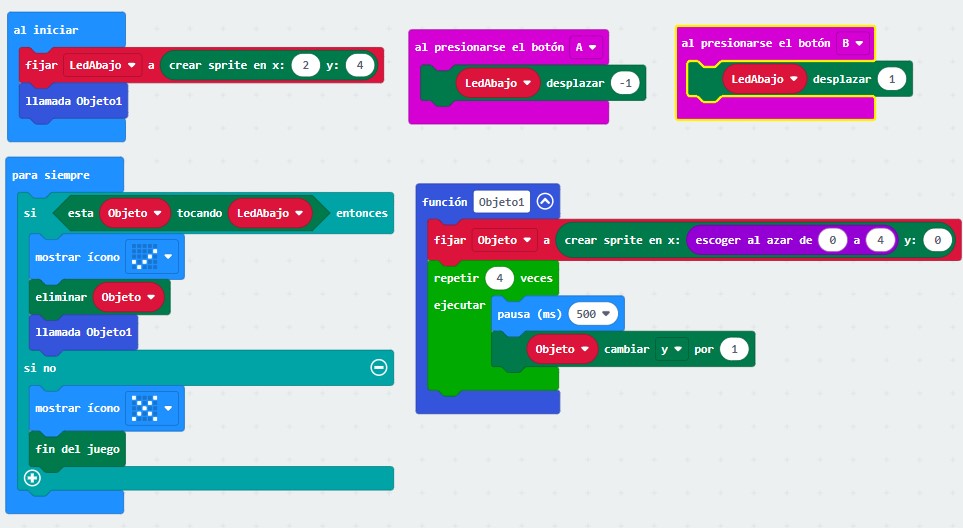 al iniciar
fijar LedAbajo a crear sprite en x: 2 y: 4
llamada Objeto1
al presionarse el botón A
LedAbajo desplazar -1
al presionarse el botón B
LedAbajo desplazar 1
para siempre
si esta Objeto tocando LedAbajo entonces
mostrar ícono
eliminar Objeto
llamada Objeto1
si no
mostrar ícono
fin del juego
función Objeto1
fijar Objeto a crear sprite en x: escoger al azar de 0 a 4 y: 0
repetir 4 veces
ejecutar
pausa (ms) 500
Objeto cambiar y por 1